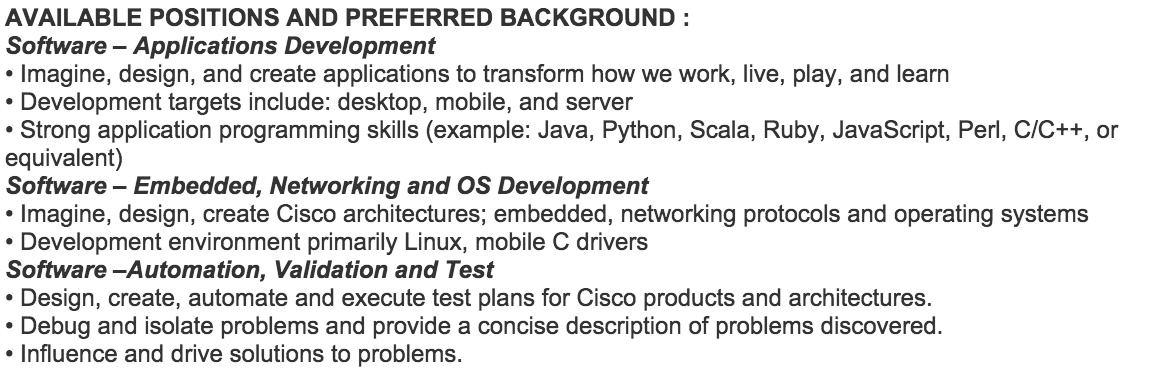 AVAILABLE POSITIONS AND PREFERRED BACKGROUND :
Software – Applications Development
• Imagine, design, and create applications to transform how we work, live, play, and learn
• Development targets include: desktop, mobile, and server
• Strong application programming skills (example: Java, Python, Scala, Ruby, JavaScript, Perl, C/C++, or
equivalent)
Software – Embedded, Networking and OS Development
• Imagine, design, create Cisco architectures; embedded, networking protocols and operating systems
• Development environment primarily Linux, mobile C drivers
Software –Automation, Validation and Test
• Design, create, automate and execute test plans for Cisco products and architectures.
• Debug and isolate problems and provide a concise description of problems discovered.
• Influence and drive solutions to problems.